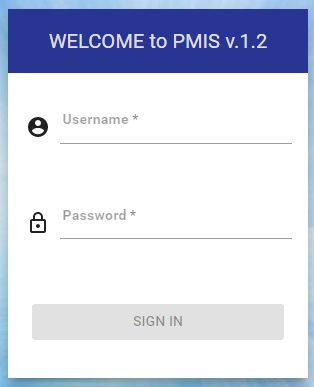 WELCOME to PMIS v.1.2
Username *
Password *
SIGN IN